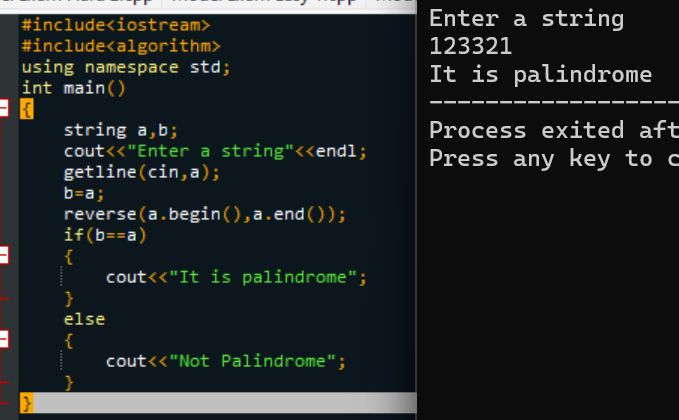 #include<iostream>
#include<algorithm>
using namespace std;
int main()
{
string a,b;
cout<<"Enter a string"<<endl;
getline(cin,a);
b=a;
reverse(a.begin(),a.end());
if(b==a)
{
cout<<"It is palindrome";
}
else
{
cout<<"Not Palindrome";
}
}
Enter a string
123321
It is palindrome
--------------------
Process exited aft
Press any key to c